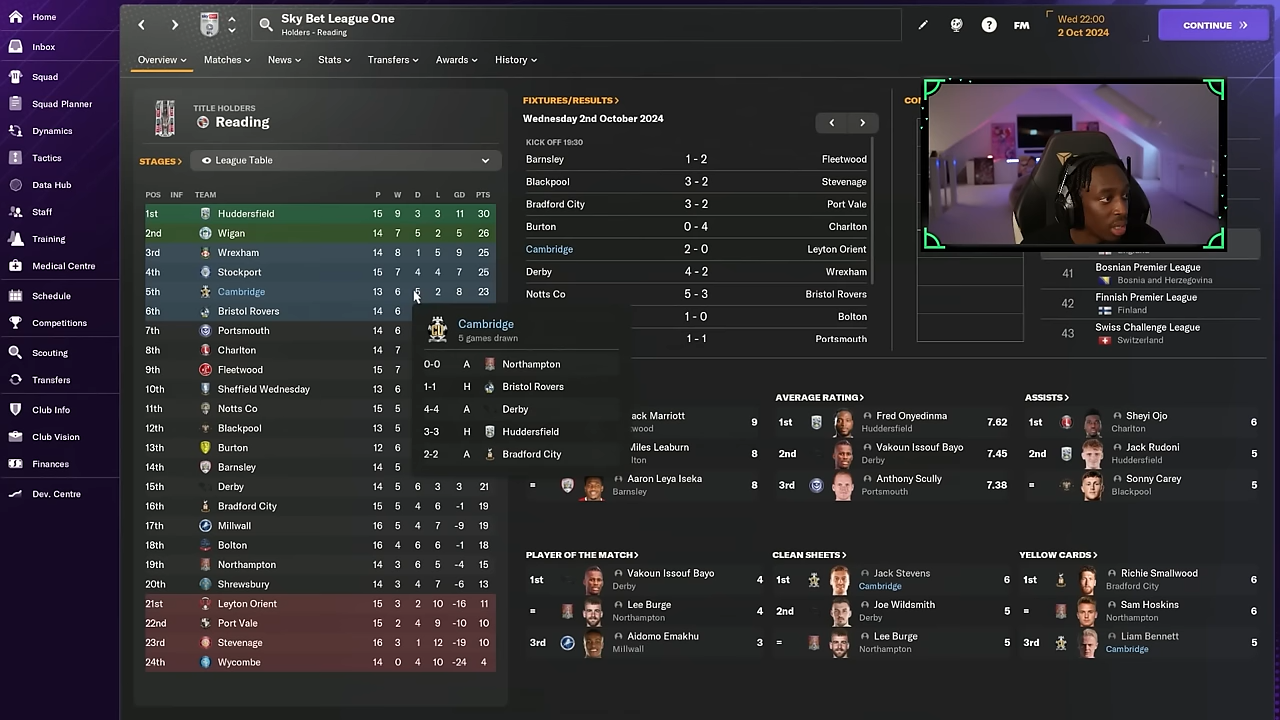 Home
Inbox
Squad
Squad Planner
Dynamics
Tactics
Data Hub
Staff
Training
Medical Centre
Schedule
Competitions
Scouting
Transfers
Club Info
Club Vision
Finances
Dev. Centre
Sky Bet League One
Holders - Reading
FM
Wed 22:00
2 Oct 2024
CONTINUE
Overview Matches News Stats Transfers Awards History
TITLE HOLDERS
Reading
STAGES League Table
POS INF TEAM P W D L GD PTS
1st Huddersfield 15 9 3 3 11 30
2nd Wigan 14 7 5 2 5 26
3rd Wrexham 14 8 1 5 9 25
4th Stockport 15 7 4 4 7 25
5th Cambridge 13 6 5 2 8 23
6th Bristol Rovers 14 6
7th Portsmouth 14 6
8th Charlton 14 7
9th Fleetwood 15 7
10th Sheffield Wednesday 13 6
11th Notts Co 15 5
12th Blackpool 13 5
13th Burton 12 6
14th Barnsley 14 5
15th Derby 14 5 6 3 3 21
16th Bradford City 15 5 4 6 -1 19
17th Millwall 16 5 4 7 -9 19
18th Bolton 16 4 6 6 -1 18
19th Northampton 14 3 6 5 -4 15
20th Shrewsbury 14 3 4 7 -6 13
21st Leyton Orient 15 3 2 10 -16 11
22nd Port Vale 15 2 4 9 -10 10
23rd Stevenage 16 3 1 12 -19 10
24th Wycombe 14 0 4 10 -24 4
Cambridge
5 games drawn
0-0 A Northampton
1-1 H Bristol Rovers
4-4 A Derby
3-3 H Huddersfield
2-2 A Bradford City
FIXTURES/RESULTS
Wednesday 2nd October 2024
KICK OFF 19:30
Barnsley 1 - 2 Fleetwood
Blackpool 3 - 2 Stevenage
Bradford City 3 - 2 Port Vale
Burton 0 - 4 Charlton
Cambridge 2 - 0 Leyton Orient
Derby 4 - 2 Wrexham
Notts Co 5 - 3 Bristol Rovers
1 - 0 Bolton
1 - 1 Portsmouth
41 Bosnian Premier League
Bosnia and Herzegovina
42 Finnish Premier League
Finland
43 Swiss Challenge League
Switzerland
Marriott 9
Miles Leaburn 8
= Aaron Leya Iseka 8
Barnsley
AVERAGE RATING
1st Fred Onyedinma 7.62
Huddersfield
2nd Vakoun Issouf Bayo 7.45
Derby
3rd Anthony Scully 7.38
Portsmouth
ASSISTS
1st Sheyi Ojo 6
Charlton
2nd Jack Rudoni 5
Huddersfield
= Sonny Carey 5
Blackpool
PLAYER OF THE MATCH
1st Vakoun Issouf Bayo 4
Derby
= Lee Burge 4
Northampton
3rd Aidomo Emakhu 3
Millwall
CLEAN SHEETS
1st Jack Stevens 6
Cambridge
2nd Joe Wildsmith 5
Derby
= Lee Burge 5
Northampton
YELLOW CARDS
1st Richie Smallwood 6
Bradford City
= Sam Hoskins 6
Northampton
3rd Liam Bennett 5
Cambridge